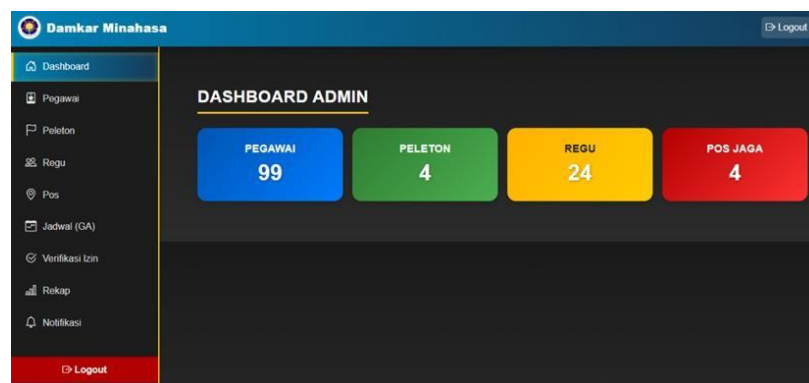 Damkar Minahasa
Logout
Dashboard
Pegawai
Peleton
Regu
Pos
Jadwal (GA)
Verifikasi Izin
Rekap
Notifikasi
Logout
DASHBOARD ADMIN
PEGAWAI
99
PELETON
4
REGU
24
POS JAGA
4